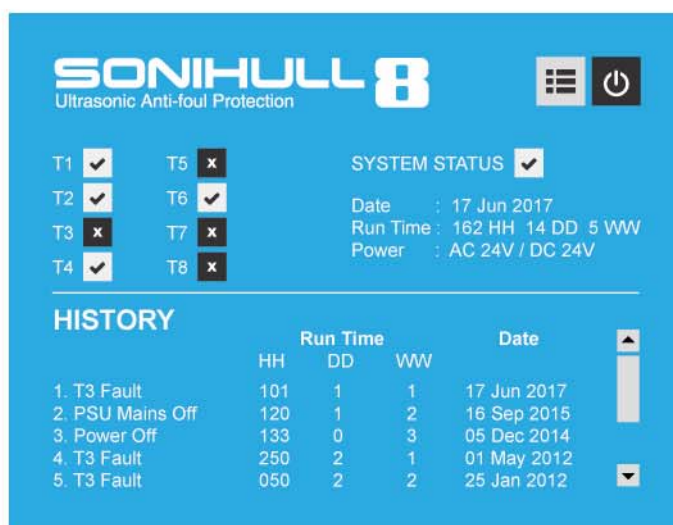 SONIHULL 8
Ultrasonic Anti-foul Protection
T1 T5 SYSTEM STATUS
T2 T6 Date : 17 Jun 2017
T3 T7 Run Time : 162 HH 14 DD 5 WW
T4 T8 Power : AC 24V / DC 24V
HISTORY
Run Time Date
HH DD WW
1. T3 Fault 101 1 1 17 Jun 2017
2. PSU Mains Off 120 1 2 16 Sep 2015
3. Power Off 133 0 3 05 Dec 2014
4. T3 Fault 250 2 1 01 May 2012
5. T3 Fault 050 2 2 25 Jan 2012